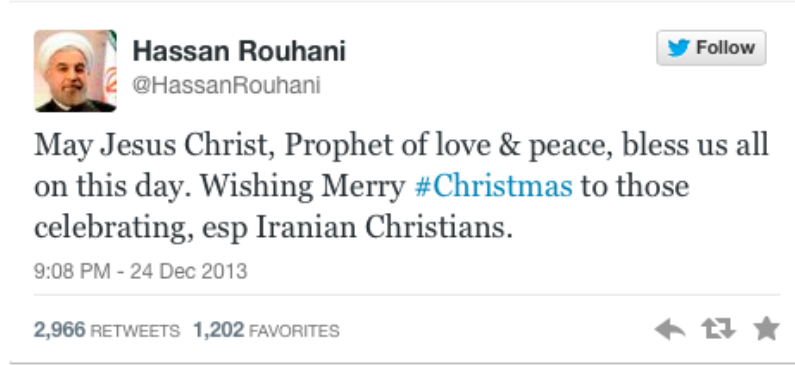 Hassan Rouhani
@HassanRouhani
Follow
May Jesus Christ, Prophet of love & peace, bless us all
on this day. Wishing Merry #Christmas to those
celebrating, esp Iranian Christians.
9:08 PM - 24 Dec 2013
2,966 RETWEETS 1,202 FAVORITES